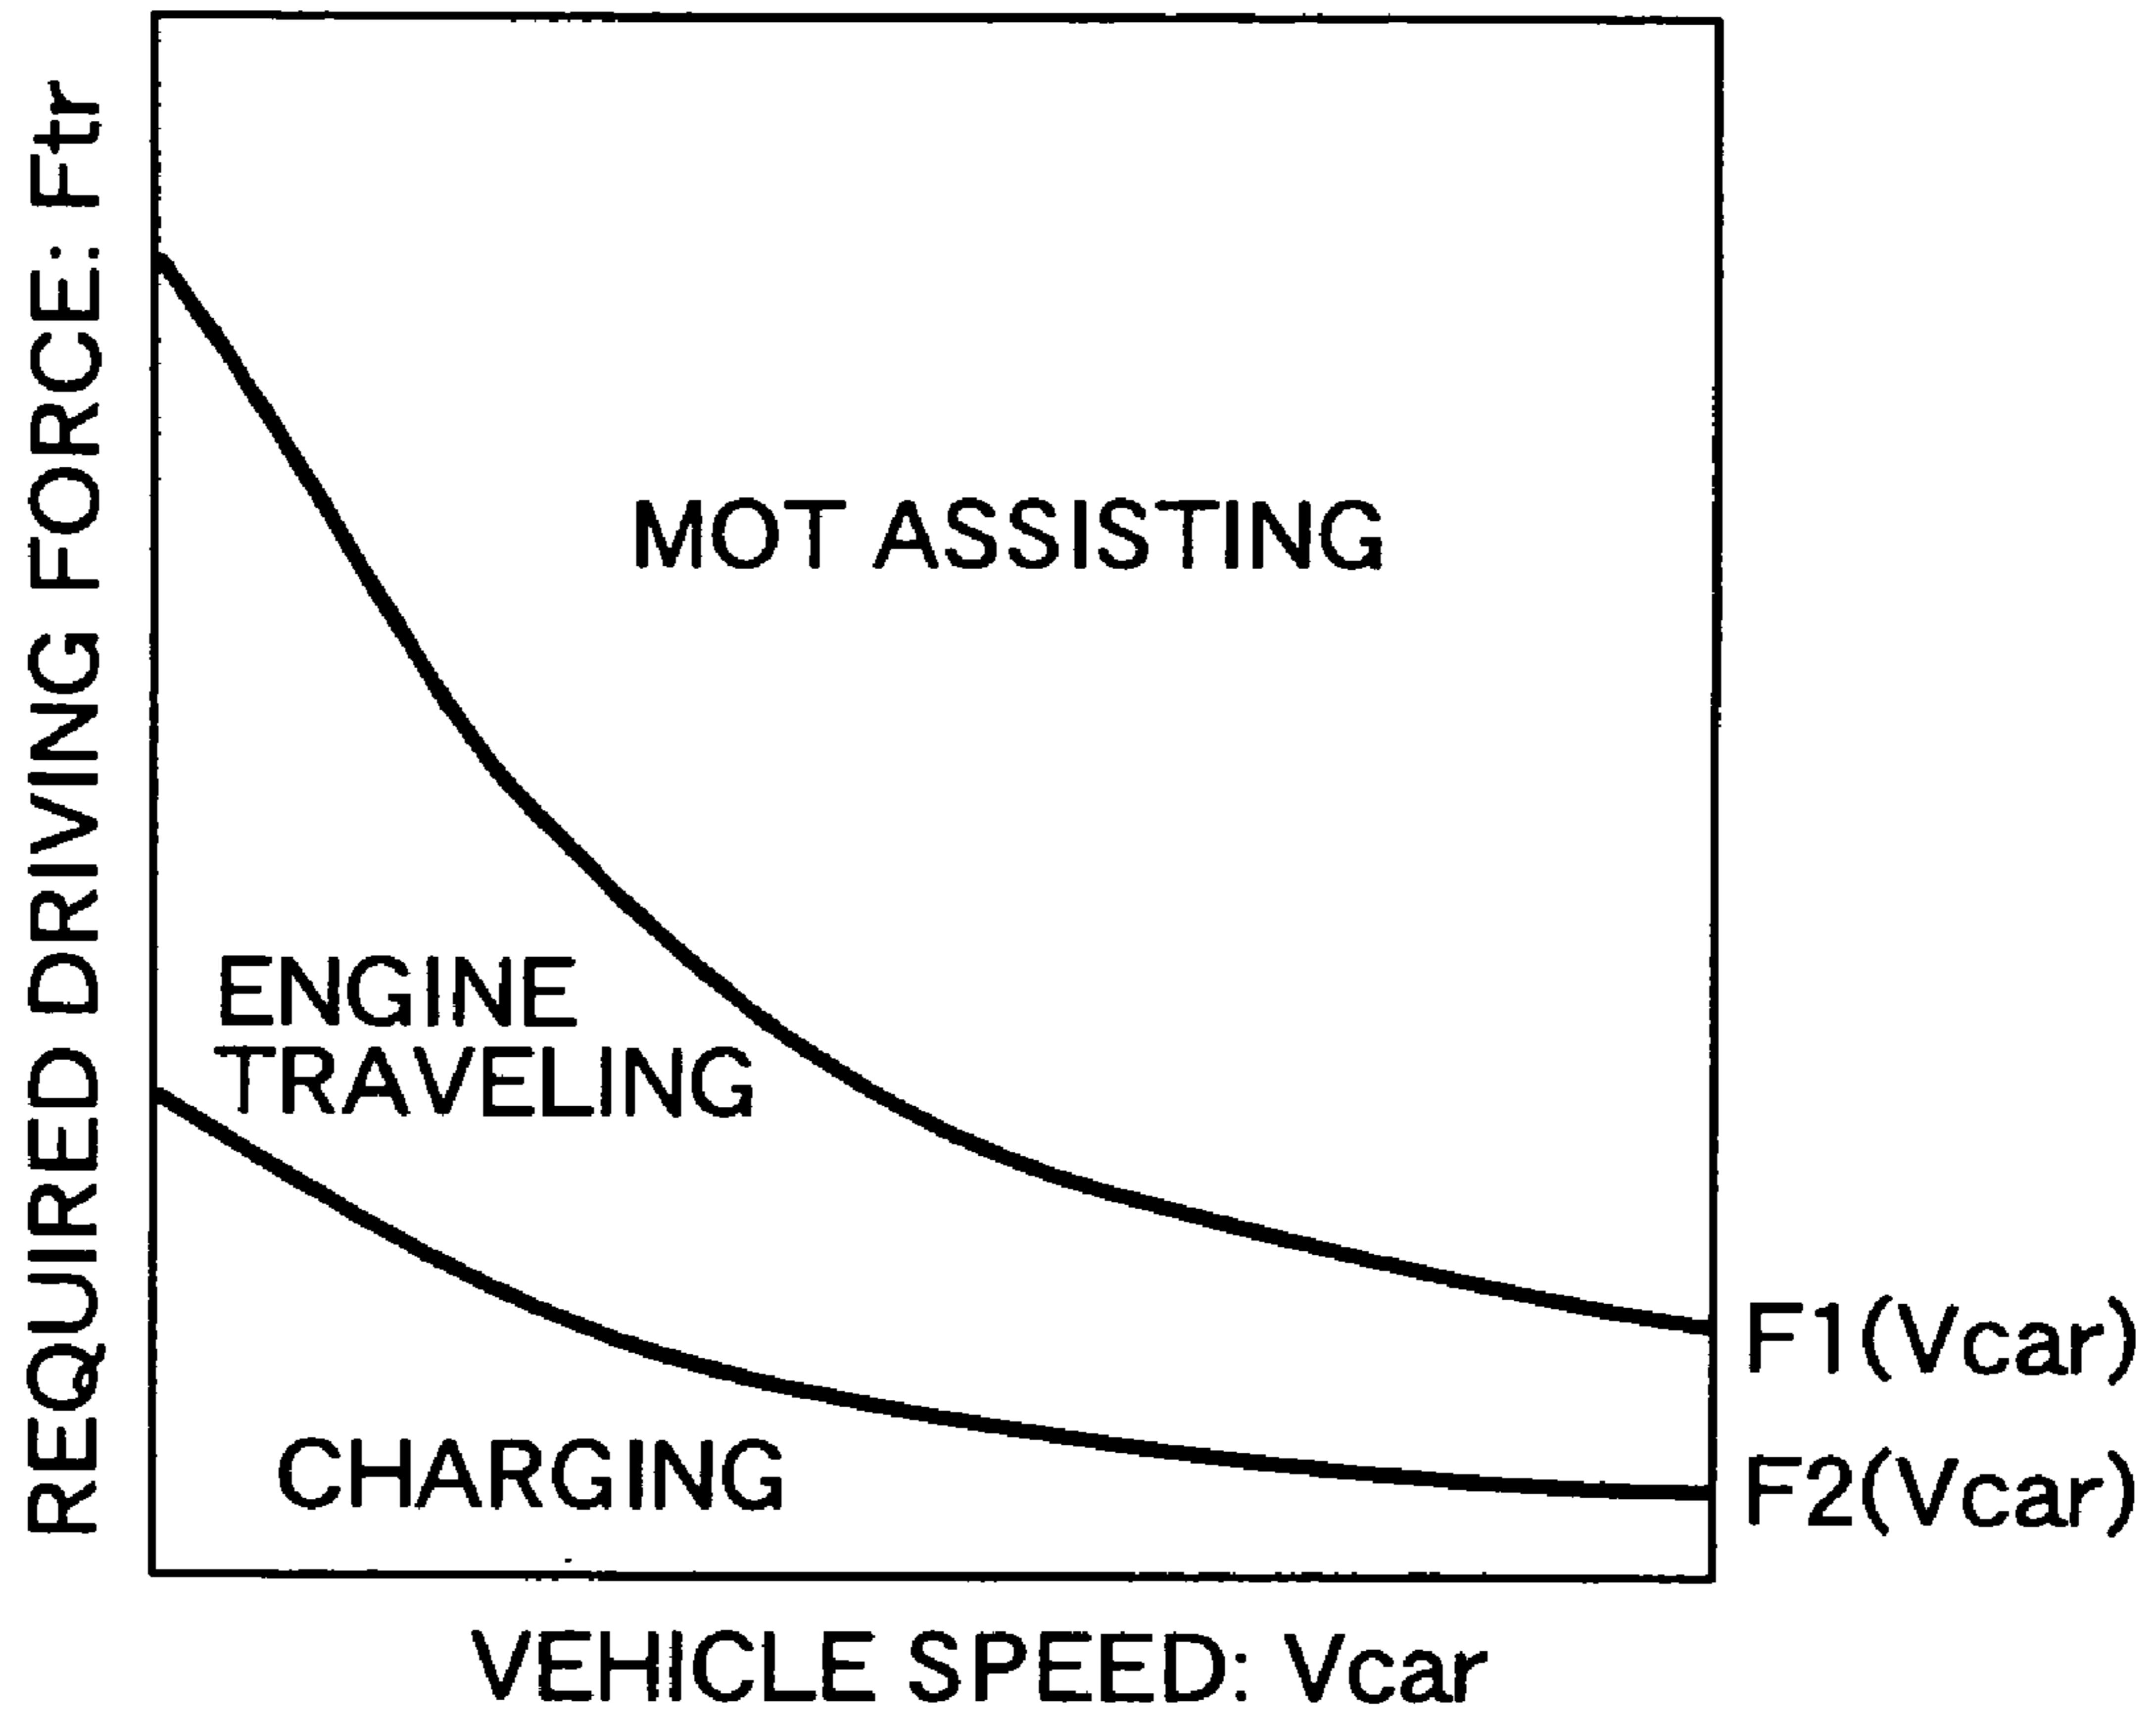 REQUIRED DRIVING FORCE: Ftr
MOT ASSISTING
ENGINE
TRAVELING
CHARGING
F1(Vcar)
F2(Vcar)
VEHICLE SPEED: Vcar